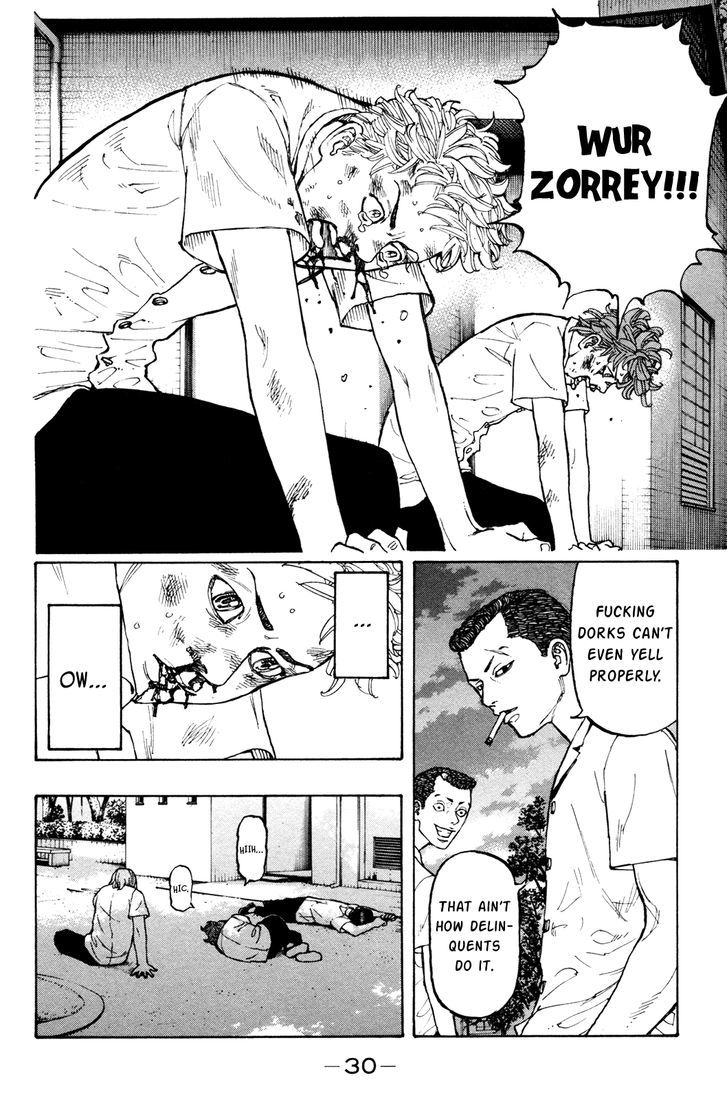 WUR
ZORREY!!!
FUCKING
DORKS CAN'T
EVEN YELL
PROPERLY.
...
OW...
THAT AIN'T
HOW DELIN-
QUENTS
DO IT.
HIIH...
HIC.
—30—